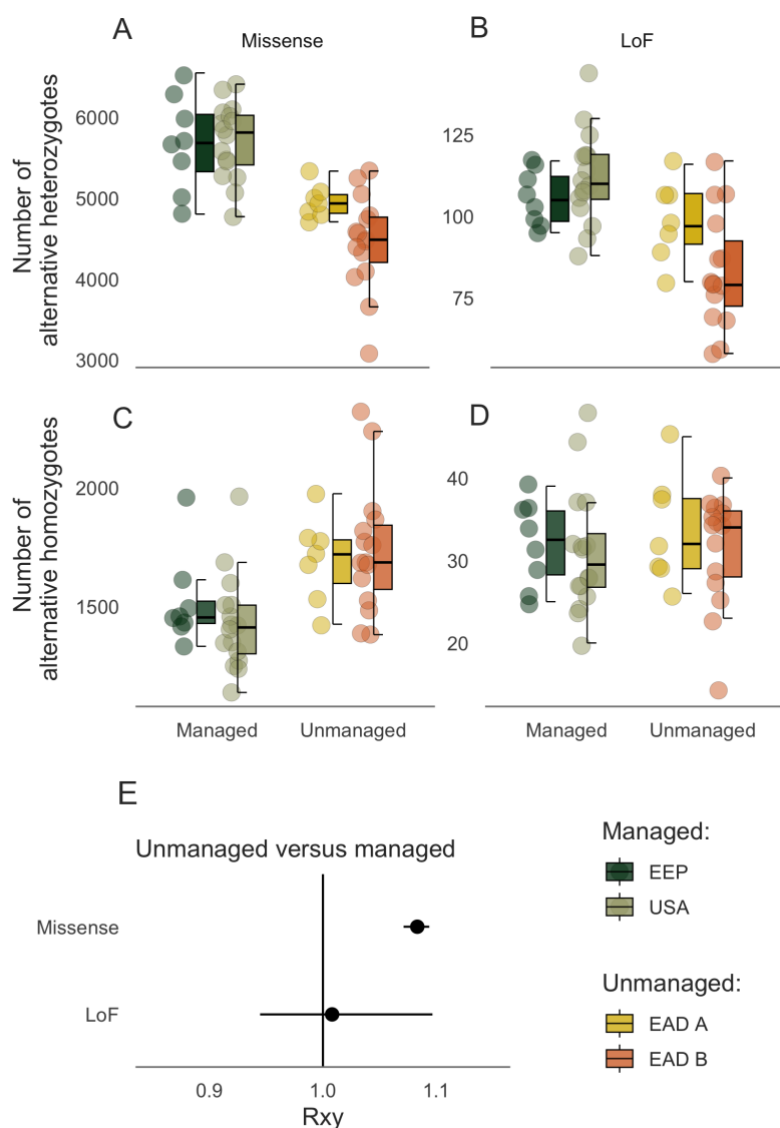 A
Missense
B
LoF
Number of
alternative heterozygotes
6000
5000
4000
3000
125
100
75
C
D
Number of
alternative homozygotes
2000
1500
40
30
20
Managed
Unmanaged
Managed
Unmanaged
E
Unmanaged versus managed
Missense
LoF
0.9
1.0
1.1
Rxy
Managed:
EEP
USA
Unmanaged:
EAD A
EAD B